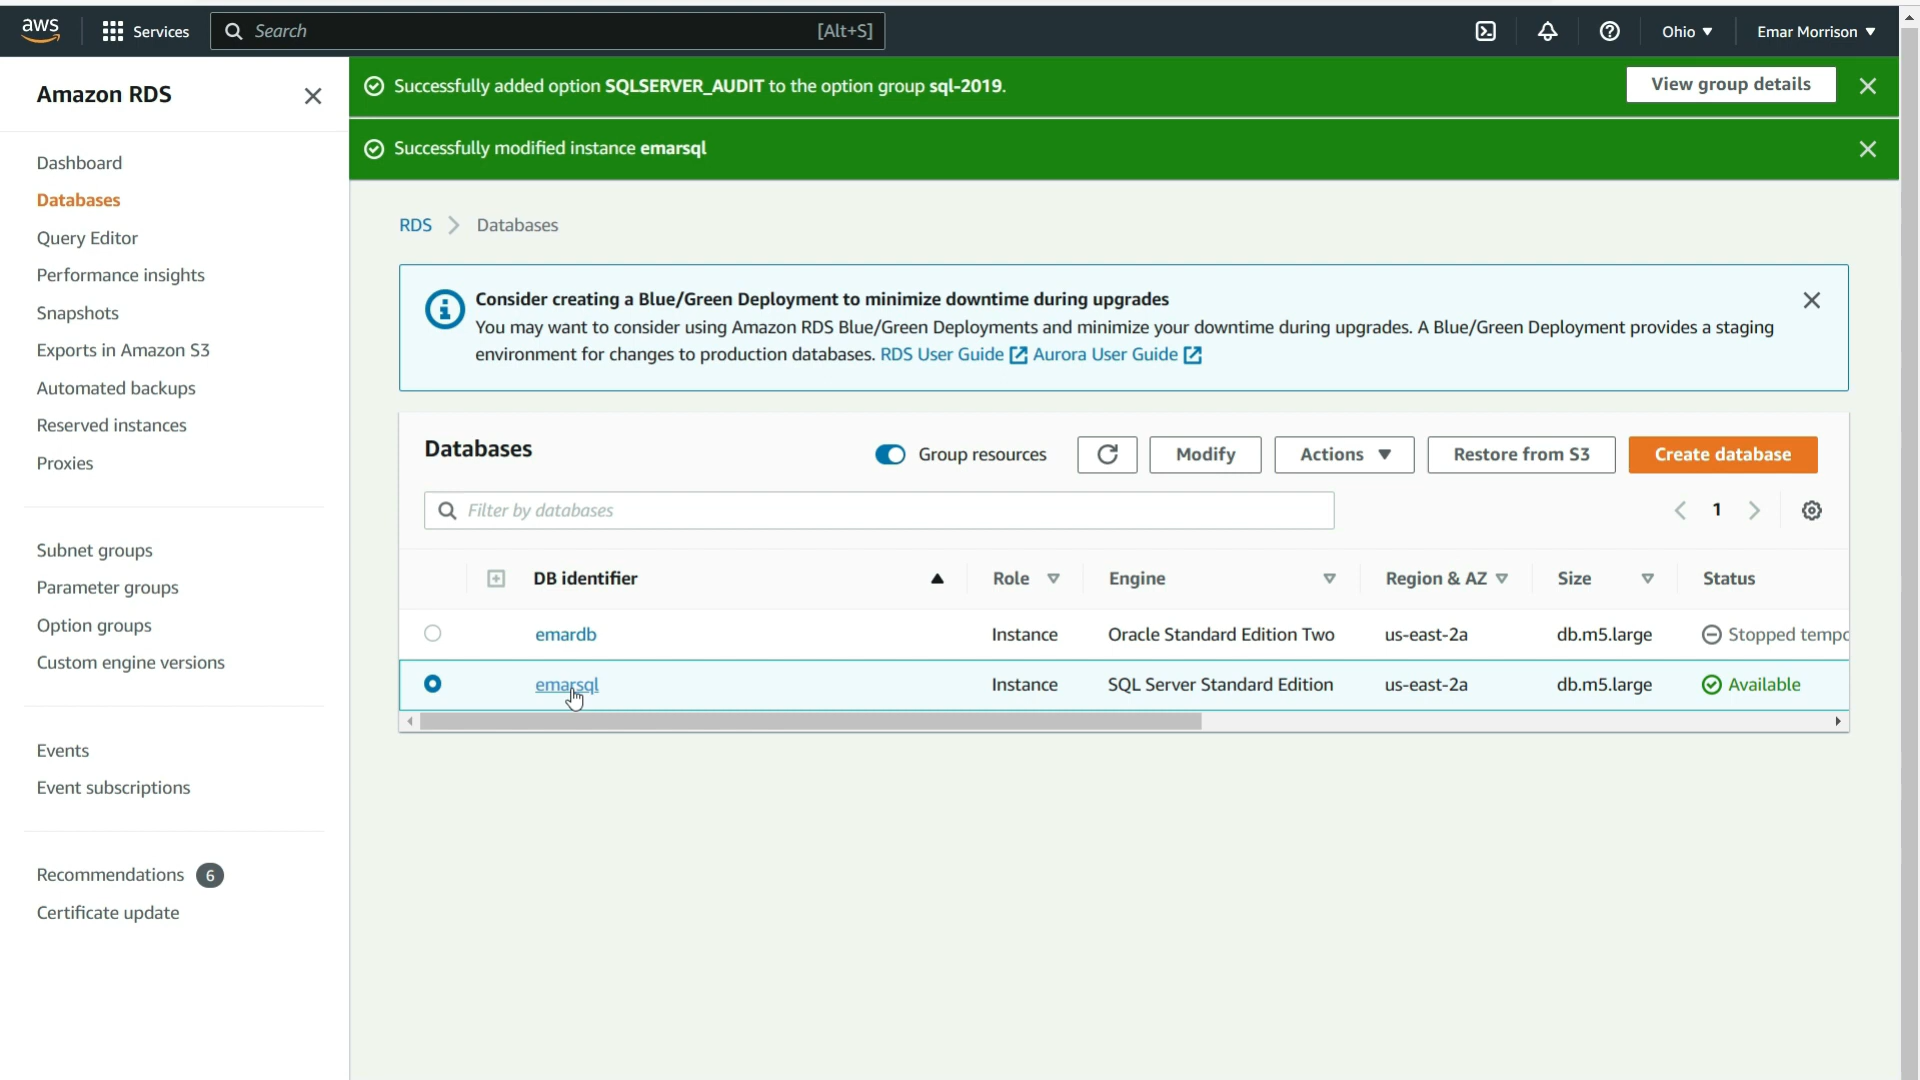 aws
Services
Search
[Alt+S]
Ohio
Emar Morrison
Amazon RDS
Dashboard
Databases
Query Editor
Performance insights
Snapshots
Exports in Amazon S3
Automated backups
Reserved instances
Proxies
Subnet groups
Parameter groups
Option groups
Custom engine versions
Events
Event subscriptions
Recommendations 6
Certificate update
Successfully added option SQLSERVER_AUDIT to the option group sql-2019.
View group details
Successfully modified instance emarsql
RDS > Databases
Consider creating a Blue/Green Deployment to minimize downtime during upgrades
You may want to consider using Amazon RDS Blue/Green Deployments and minimize your downtime during upgrades. A Blue/Green Deployment provides a staging
environment for changes to production databases. RDS User Guide Aurora User Guide
Databases
Group resources
Modify
Actions
Restore from S3
Create database
Filter by databases
1
DB identifier Role Engine Region & AZ Size Status
emardb Instance Oracle Standard Edition Two us-east-2a db.m5.large Stopped tempo
emarsql Instance SQL Server Standard Edition us-east-2a db.m5.large Available